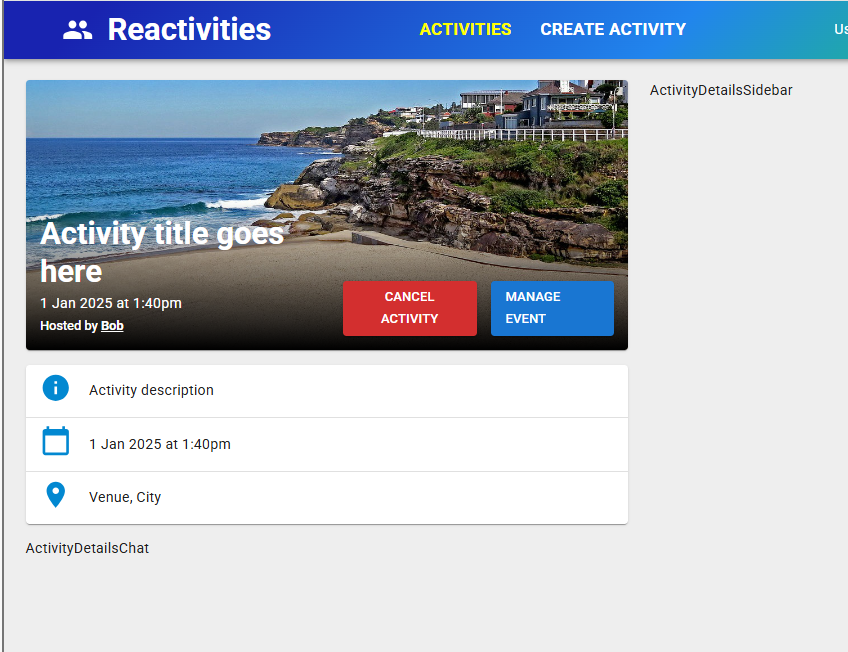 Reactivities
ACTIVITIES
CREATE ACTIVITY
Us
ActivityDetailsSidebar
Activity title goes
here
1 Jan 2025 at 1:40pm
Hosted by Bob
CANCEL
ACTIVITY
MANAGE
EVENT
Activity description
1 Jan 2025 at 1:40pm
Venue, City
ActivityDetailsChat